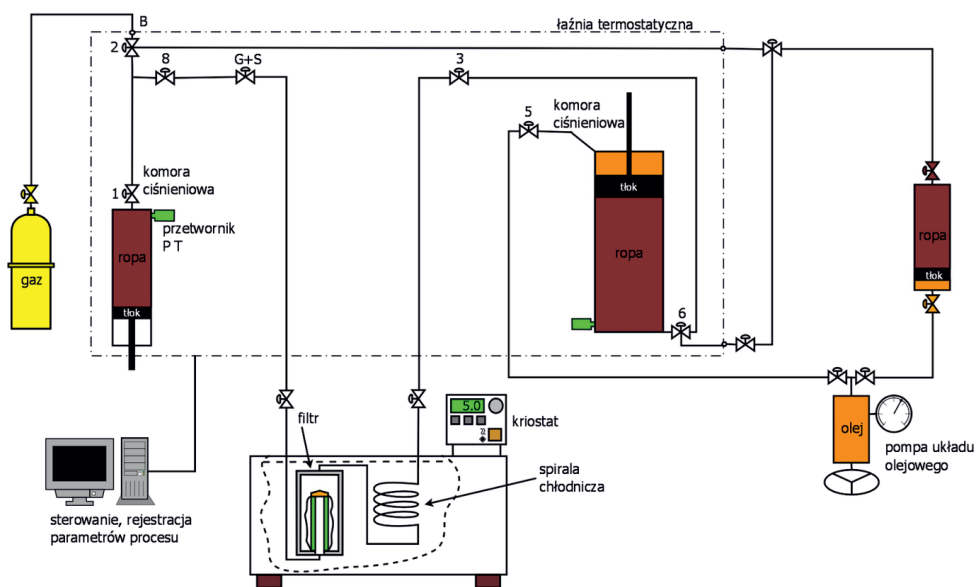 B
łaźnia termostatyczna
2
8
G+S
3
5
komora
ciśnieniowa
1
komora
ciśnieniowa
przetwornik
P T
ropa
tłok
gaz
tłok
ropa
6
ropa
tłok
5.0
kriostat
filtr
olej
pompa układu
olejowego
spirala
chłodnicza
sterowanie, rejestracja
parametrów procesu